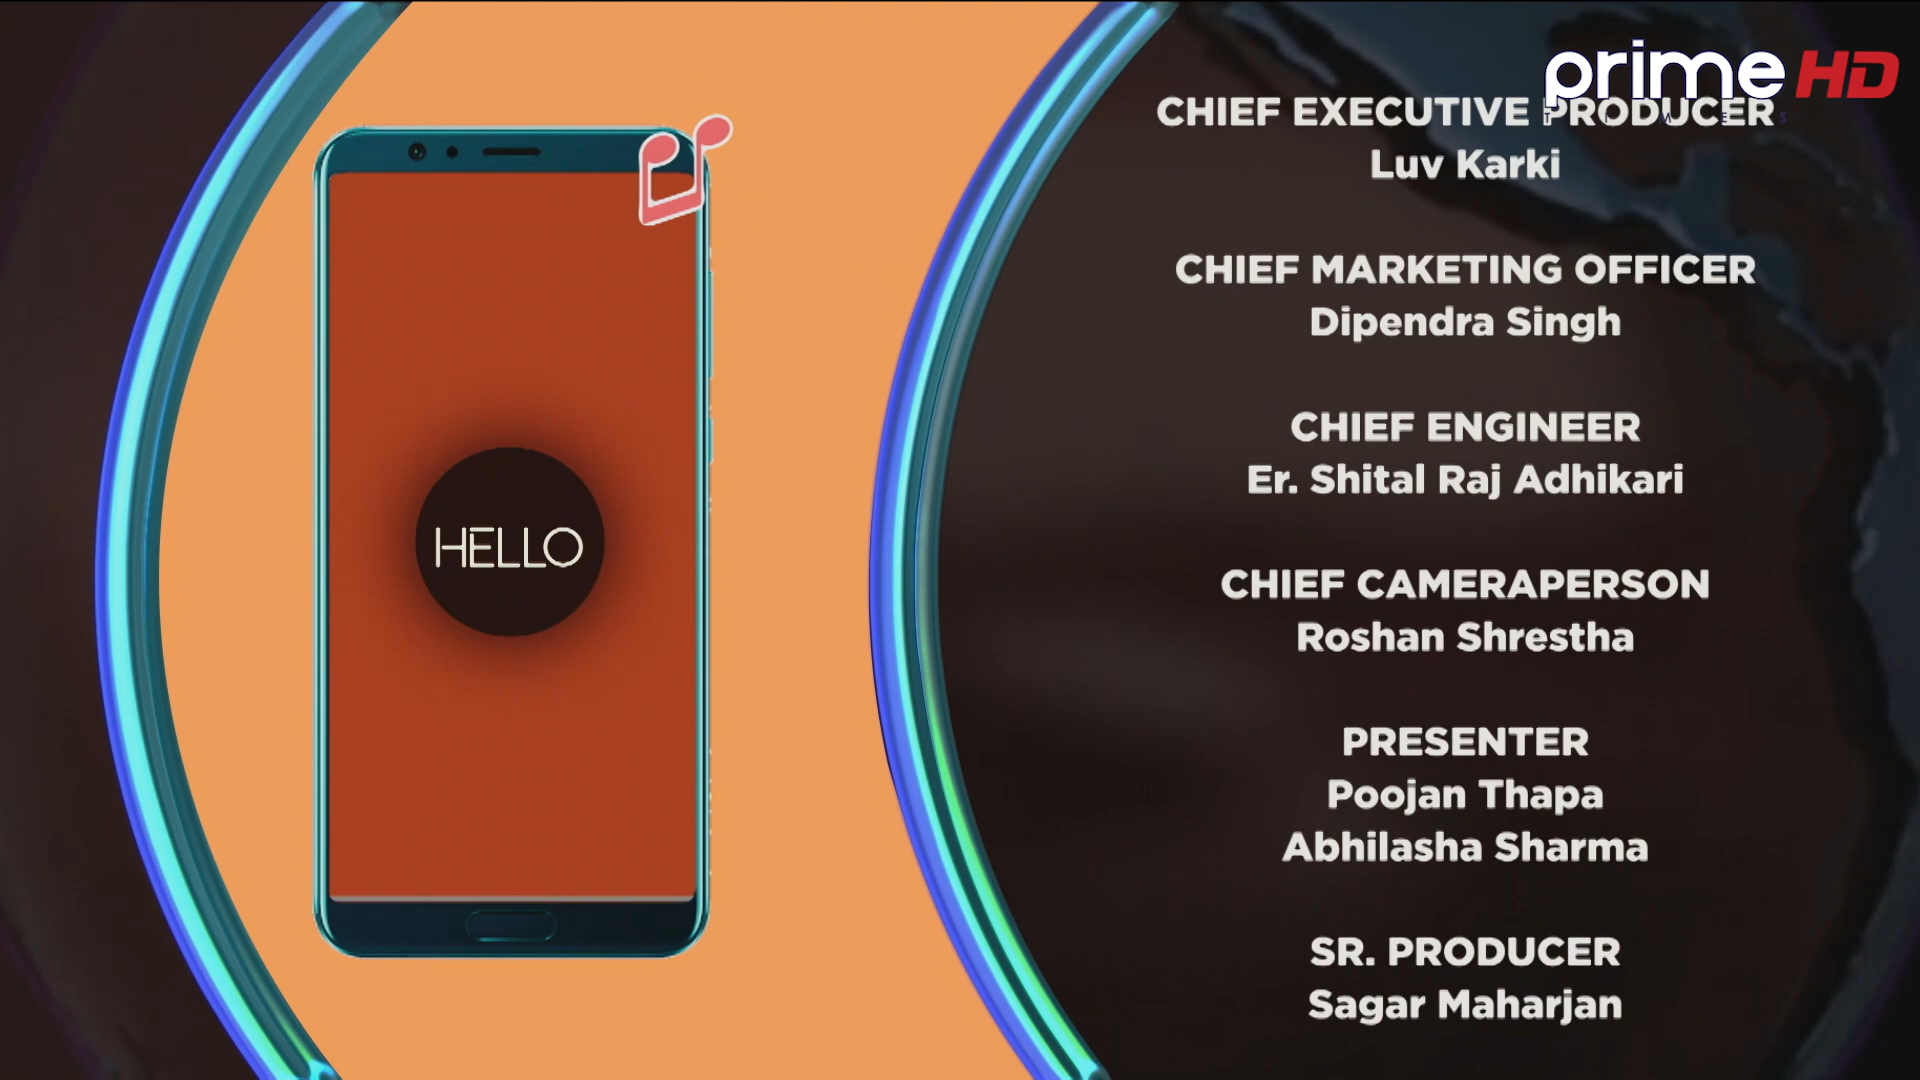 prime HD
TIMES
HELLO
CHIEF EXECUTIVE PRODUCER
Luv Karki
CHIEF MARKETING OFFICER
Dipendra Singh
CHIEF ENGINEER
Er. Shital Raj Adhikari
CHIEF CAMERAPERSON
Roshan Shrestha
PRESENTER
Poojan Thapa
Abhilasha Sharma
SR. PRODUCER
Sagar Maharjan